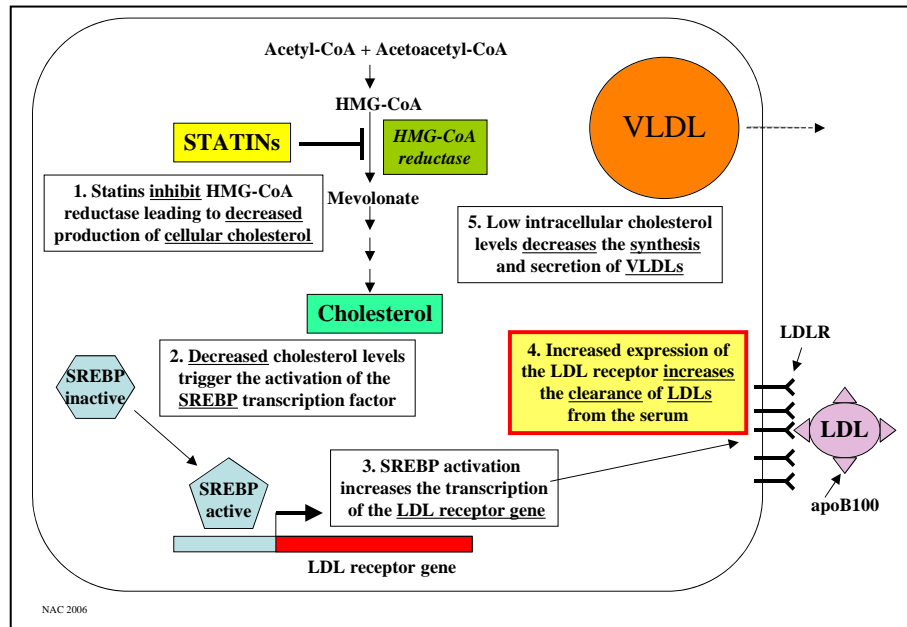 Acetyl-CoA + Acetoacetyl-CoA
HMG-CoA
STATINs
HMG-CoA
reductase
VLDL
1. Statins inhibit HMG-CoA
reductase leading to decreased
production of cellular cholesterol
Mevolonate
5. Low intracellular cholesterol
levels decreases the synthesis
and secretion of VLDLs
Cholesterol
2. Decreased cholesterol levels
trigger the activation of the
SREBP transcription factor
SREBP
inactive
4. Increased expression of
the LDL receptor increases
the clearance of LDLs
from the serum
LDLR
LDL
apoB100
3. SREBP activation
increases the transcription
of the LDL receptor gene
SREBP
active
LDL receptor gene
NAC 2006